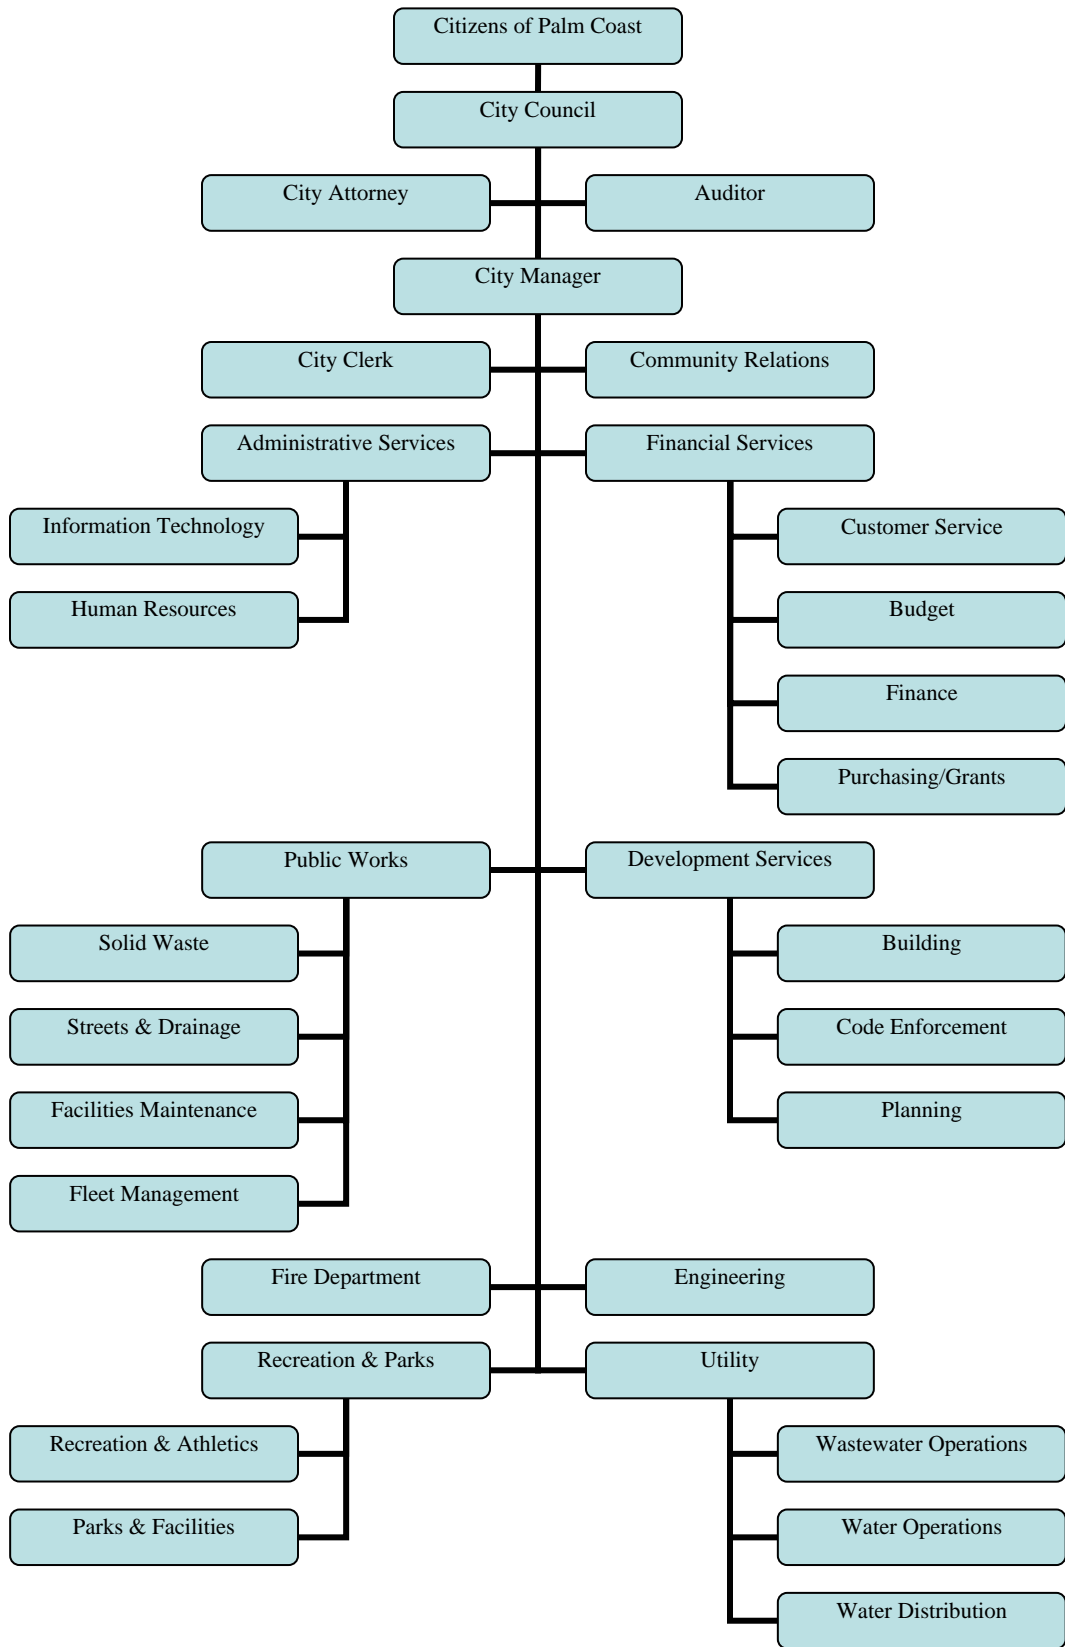 Citizens of Palm Coast
City Council
City Attorney
Auditor
City Manager
City Clerk
Community Relations
Administrative Services
Financial Services
Information Technology
Customer Service
Human Resources
Budget
Finance
Purchasing/Grants
Public Works
Development Services
Solid Waste
Building
Streets & Drainage
Code Enforcement
Facilities Maintenance
Planning
Fleet Management
Fire Department
Engineering
Recreation & Parks
Utility
Recreation & Athletics
Wastewater Operations
Parks & Facilities
Water Operations
Water Distribution